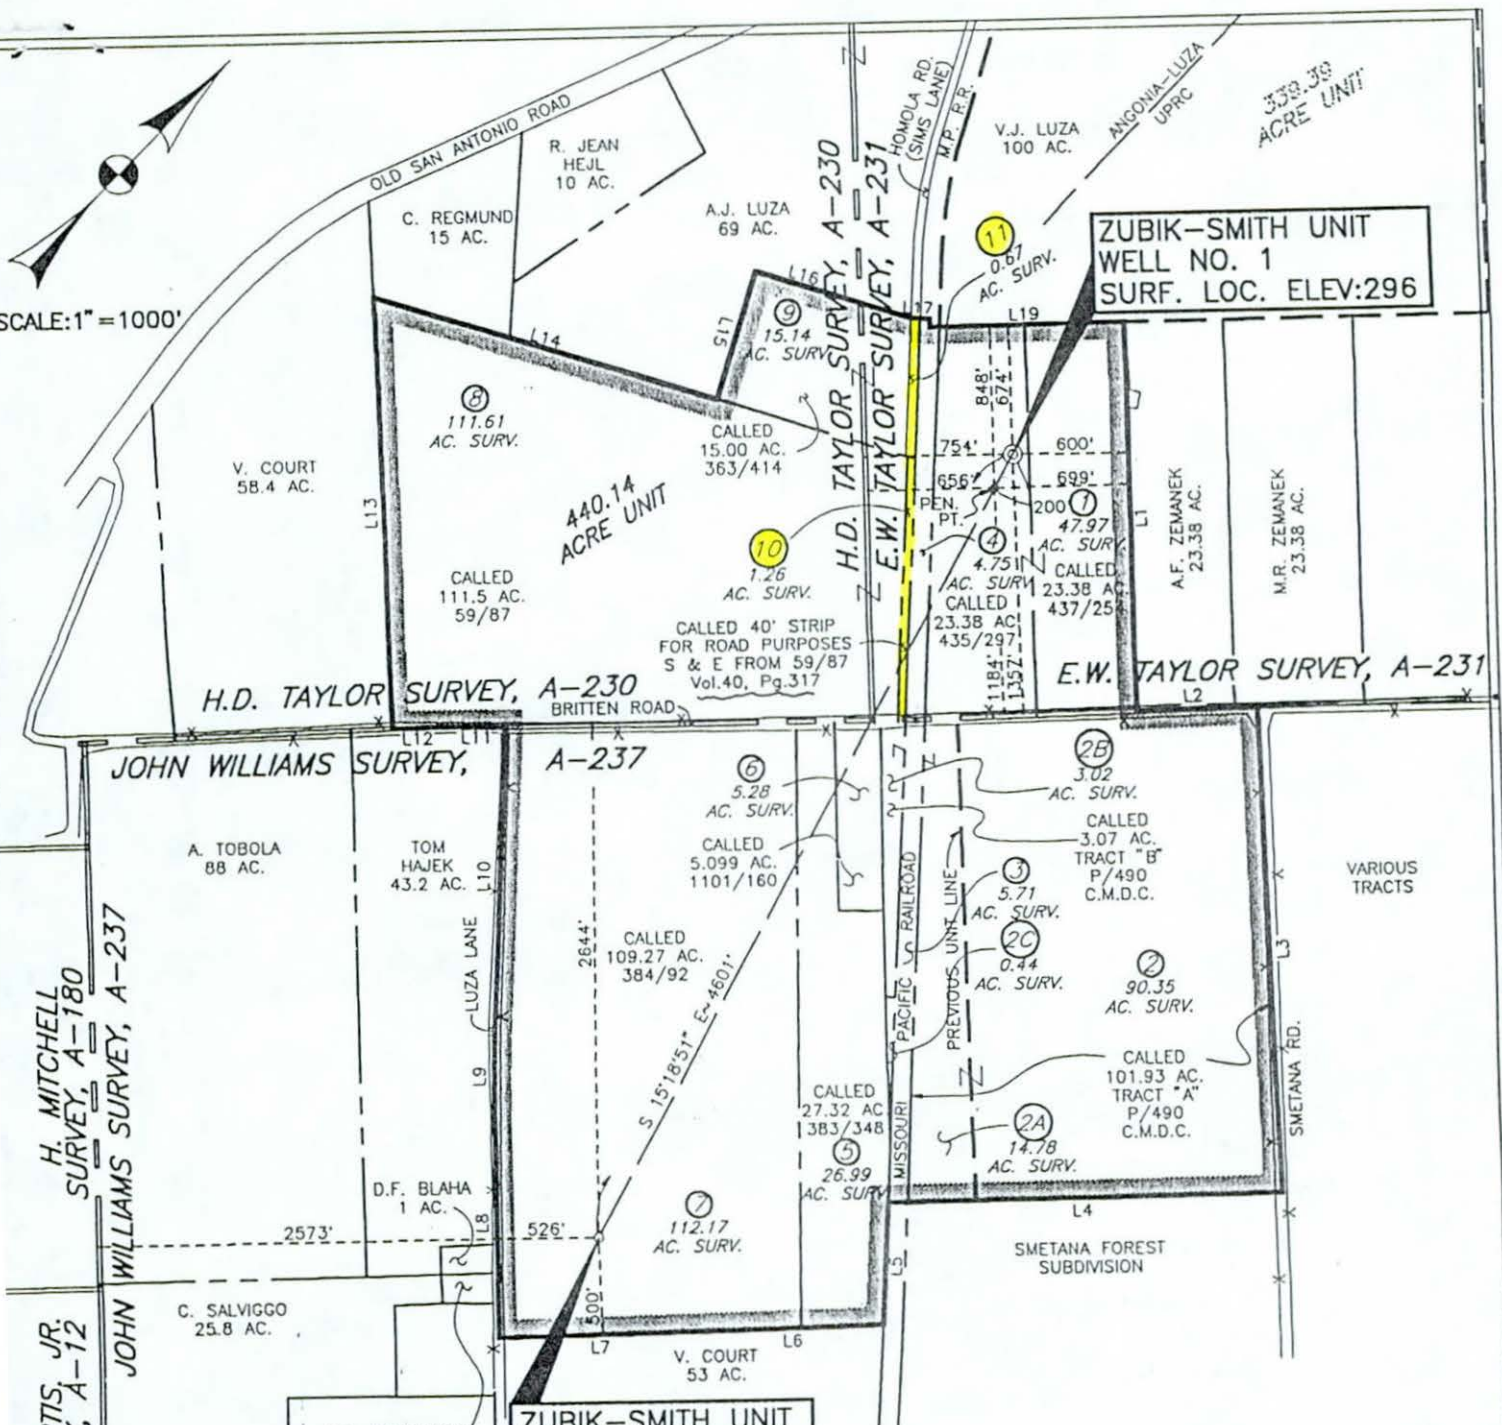 SCALE:1"=1000'
OLD SAN ANTONIO ROAD
R. JEAN
HEJL
10 AC.
C. REGMUND
15 AC.
A.J. LUZA
69 AC.
H.D. TAYLOR SURVEY, A-230
E.W. TAYLOR SURVEY, A-231
HOMOLA RD.
(SIMS LANE)
M.P. R.R.
V.J. LUZA
100 AC.
ANGONIA-LUZA
UPRC
339.39
ACRE UNIT
11
0.67
AC. SURV.
ZUBIK-SMITH UNIT
WELL NO. 1
SURF. LOC. ELEV:296
L16
L17
L19
L15
L14
9
15.14
AC. SURV.
8
111.61
AC. SURV.
CALLED
15.00 AC.
363/414
848'
674'
754'
600'
656'
699'
PEN.
PT.
200
1
47.97
AC. SURV.
L1
V. COURT
58.4 AC.
L13
440.14
ACRE UNIT
10
1.26
AC. SURV.
4
4.75
AC. SURV.
CALLED
23.38 AC.
437/25
CALLED
23.38 AC
435/297
1184'
1357'
A.F. ZEMANEK
23.38 AC.
M.R. ZEMANEK
23.38 AC.
CALLED
111.5 AC.
59/87
CALLED 40' STRIP
FOR ROAD PURPOSES
S & E FROM 59/87
Vol.40, Pg.317
H.D. TAYLOR SURVEY, A-230
E.W. TAYLOR SURVEY, A-231
BRITTEN ROAD
L2
L12
L11
JOHN WILLIAMS SURVEY, A-237
6
5.28
AC. SURV.
2B
3.02
AC. SURV.
CALLED
5.099 AC.
1101/160
CALLED
3.07 AC.
TRACT "B"
P/490
C.M.D.C.
A. TOBOLA
88 AC.
TOM
HAJEK
43.2 AC.
L10
LUZA LANE
L9
L8
VARIOUS
TRACTS
3
5.71
AC. SURV.
2C
0.44
AC. SURV.
2
90.35
AC. SURV.
L3
SMETANA RD.
2644'
CALLED
109.27 AC.
384/92
S 15°18'51" E~4601'
MISSOURI PACIFIC RAILROAD
PREVIOUS UNIT LINE
CALLED
101.93 AC.
TRACT "A"
P/490
C.M.D.C.
H. MITCHELL
SURVEY, A-180
JOHN WILLIAMS SURVEY, A-237
CALLED
27.32 AC
383/348
5
26.99
AC. SURV
2A
14.78
AC. SURV.
D.F. BLAHA
1 AC.
2573'
526'
7
112.17
AC. SURV.
L4
L5
SMETANA FOREST
SUBDIVISION
C. SALVIGGO
25.8 AC.
500'
L7
L6
V. COURT
53 AC.
TIS, JR.
, A-12
ZUBIK-SMITH UNIT